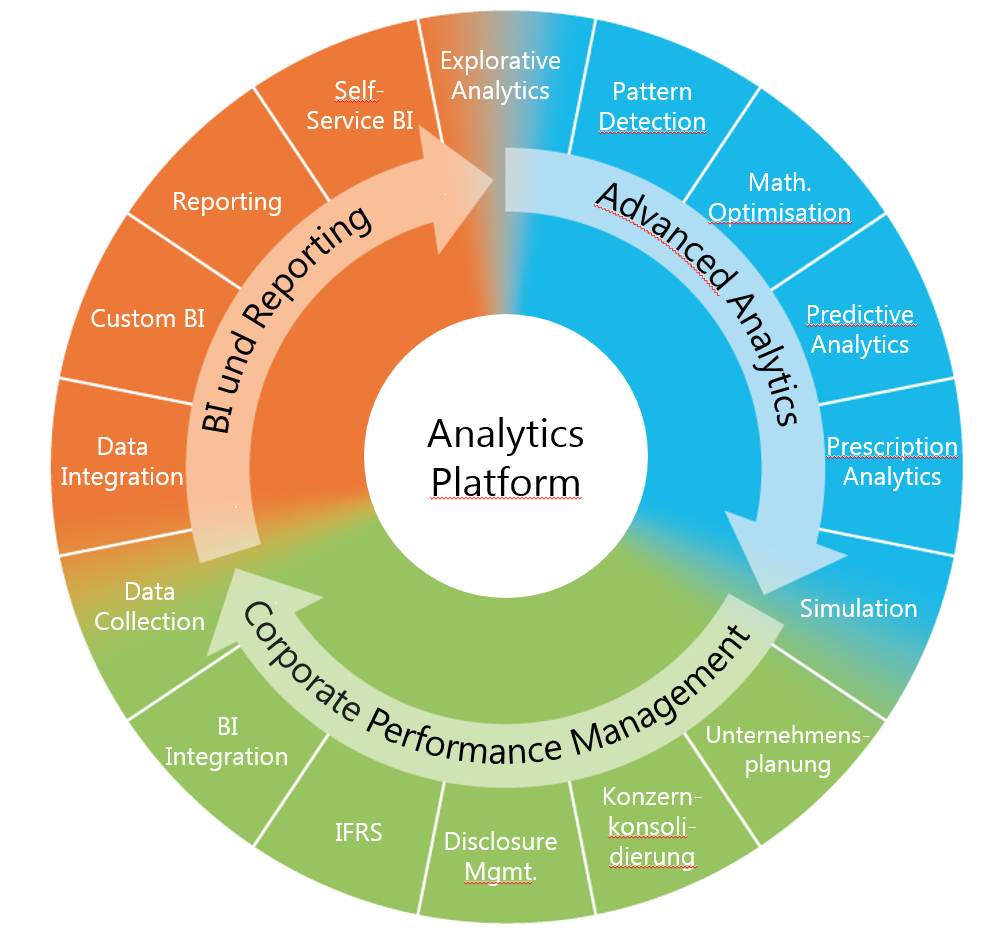 Explorative
Analytics
Pattern
Detection
Math.
Optimisation
Predictive
Analytics
Prescription
Analytics
Simulation
Unternehmens-
planung
Konzern-
konsoli-
dierung
Disclosure
Mgmt.
IFRS
BI
Integration
Data
Collection
Data
Integration
Custom BI
Reporting
Self-
Service BI
BI und Reporting
Advanced Analytics
Corporate Performance Management
Analytics
Platform